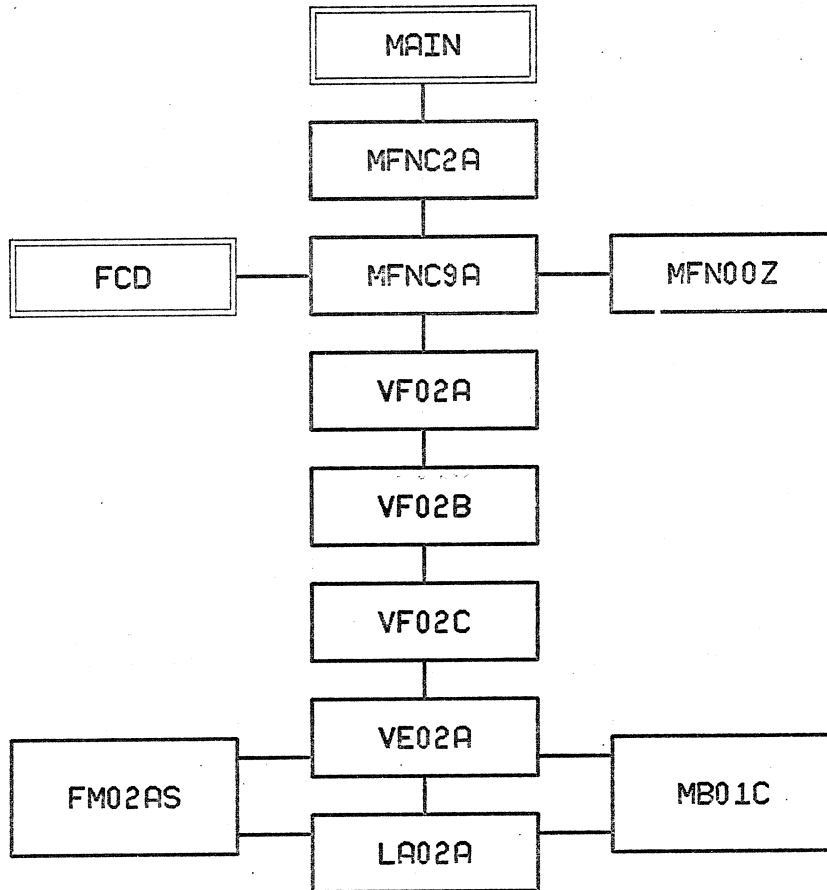 MAIN
MFNC2A
FCD
MFNC9A
MFN00Z
VF02A
VF02B
VF02C
VE02A
FM02AS
MB01C
LA02A